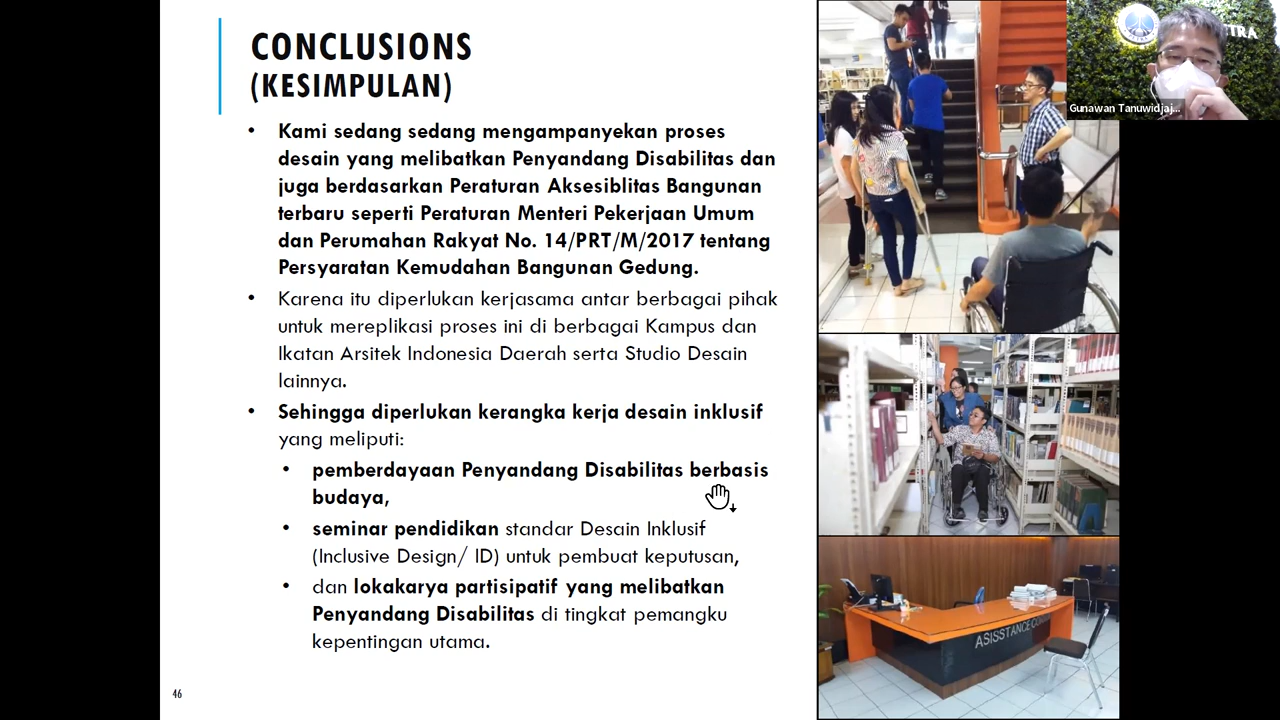 CONCLUSIONS
(KESIMPULAN)
• Kami sedang sedang mengampanyekan proses
desain yang melibatkan Penyandang Disabilitas dan
juga berdasarkan Peraturan Aksesiblitas Bangunan
terbaru seperti Peraturan Menteri Pekerjaan Umum
dan Perumahan Rakyat No. 14/PRT/M/2017 tentang
Persyaratan Kemudahan Bangunan Gedung.
• Karena itu diperlukan kerjasama antar berbagai pihak
untuk mereplikasi proses ini di berbagai Kampus dan
Ikatan Arsitek Indonesia Daerah serta Studio Desain
lainnya.
• Sehingga diperlukan kerangka kerja desain inklusif
yang meliputi:
• pemberdayaan Penyandang Disabilitas berbasis
budaya,
• seminar pendidikan standar Desain Inklusif
(Inclusive Design/ ID) untuk pembuat keputusan,
• dan lokakarya partisipatif yang melibatkan
Penyandang Disabilitas di tingkat pemangku
kepentingan utama.
46
Gunawan Tanuwidjaj...
ASISSTANCE